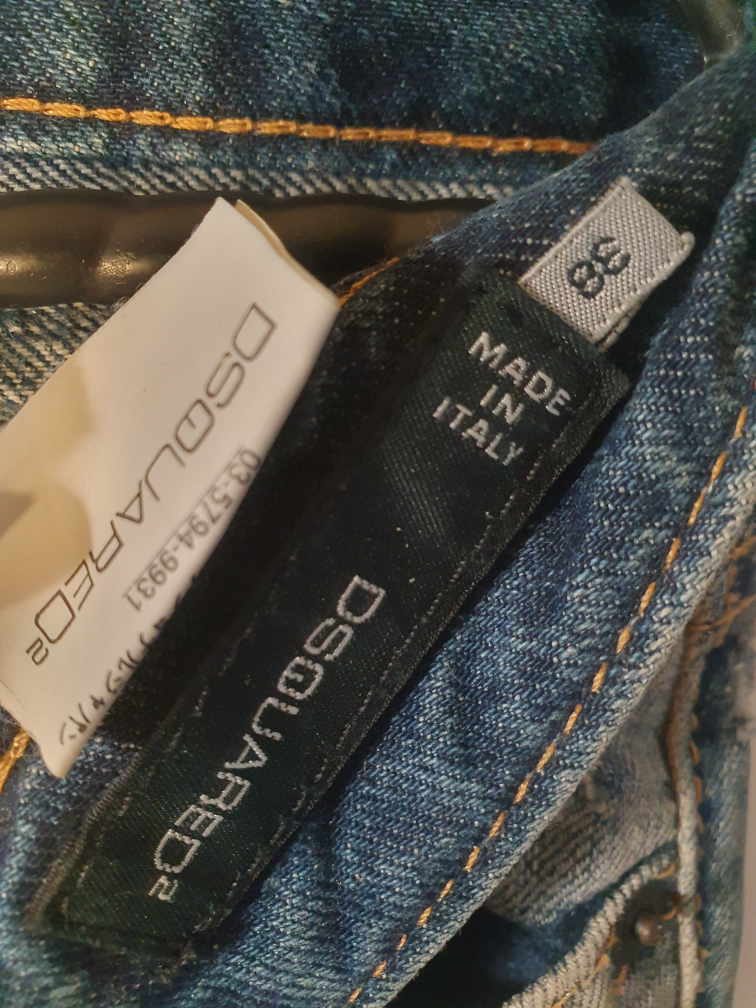 38
MADE
IN
ITALY
DSQUARED2
DSQUARED2
03-5794-9931